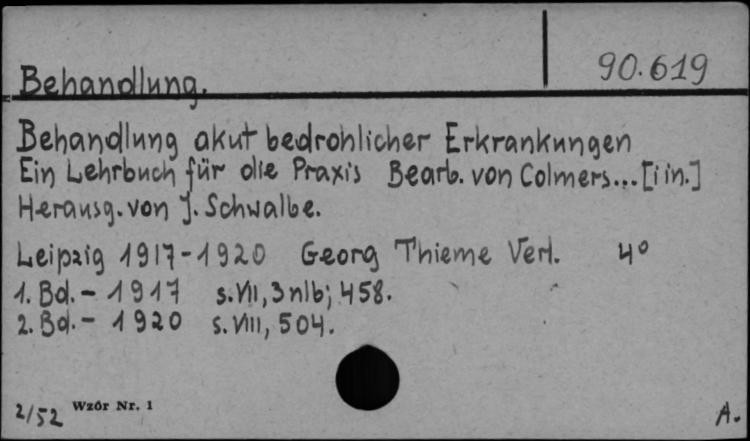 90.619
Behandlung.
Behandlung akut bedrohlicher Erkrankungen
Ein Lehrbuch für die Praxis Bearb. von Colmers... [i in.]
Herausg. von J. Schwalbe.
Leipzig 1917-1920 Georg Thieme Verl. 4°
1. Bd. - 1917 s. VII, 3 nlb; 458.
2. Bd. - 1920 s. VIII, 504.
2/52 Wzór Nr. 1 A.